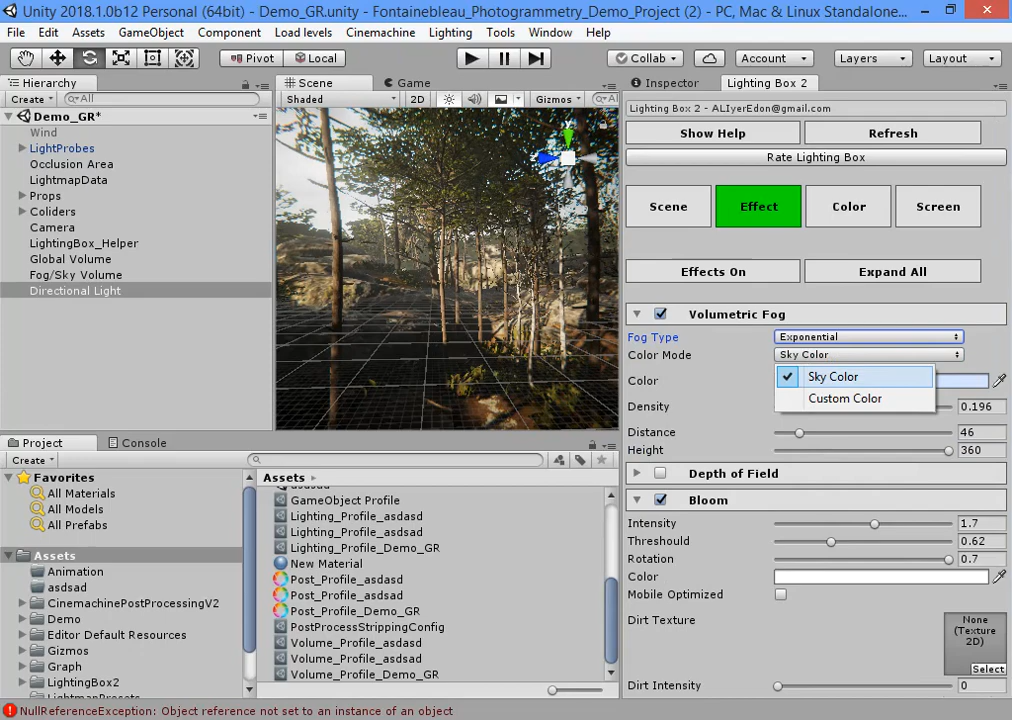 Unity 2018.1.0b12 Personal (64bit) - Demo_GR.unity - Fontainebleau_Photogrammetry_Demo_Project (2) - PC, Mac & Linux Standalone...
File Edit Assets GameObject Component Load levels Cinemachine Lighting Tools Window Help
Pivot Local Collab Account Layers Layout
Hierarchy
Create All
Demo_GR*
Wind
LightProbes
Occlusion Area
LightmapData
Props
Coliders
Camera
LightingBox_Helper
Global Volume
Fog/Sky Volume
Directional Light
Scene Game
Shaded 2D Gizmos All
y
Inspector Lighting Box 2
Lighting Box 2 - ALIyerEdon@gmail.com
Show Help Refresh
Rate Lighting Box
Scene Effect Color Screen
Effects On Expand All
Volumetric Fog
Fog Type Exponential
Color Mode Sky Color
Sky Color
Custom Color
Color
Density 0.196
Distance 46
Height 360
Depth of Field
Bloom
Intensity 1.7
Threshould 0.62
Rotation 0.7
Color
Mobile Optimized
Dirt Texture None
(Texture
2D)
Select
Dirt Intensity 0
Project Console
Create
Favorites
All Materials
All Models
All Prefabs
Assets
Animation
asdsad
CinemachinePostProcessingV2
Demo
Editor Default Resources
Gizmos
Graph
LightingBox2
LightmapPresets
Assets
asdsad
GameObject Profile
Lighting_Profile_asdasd
Lighting_Profile_asdsad
Lighting_Profile_Demo_GR
New Material
Post_Profile_asdasd
Post_Profile_asdsad
Post_Profile_Demo_GR
PostProcessStrippingConfig
Volume_Profile_asdasd
Volume_Profile_asdsad
Volume_Profile_Demo_GR
NullReferenceException: Object reference not set to an instance of an object